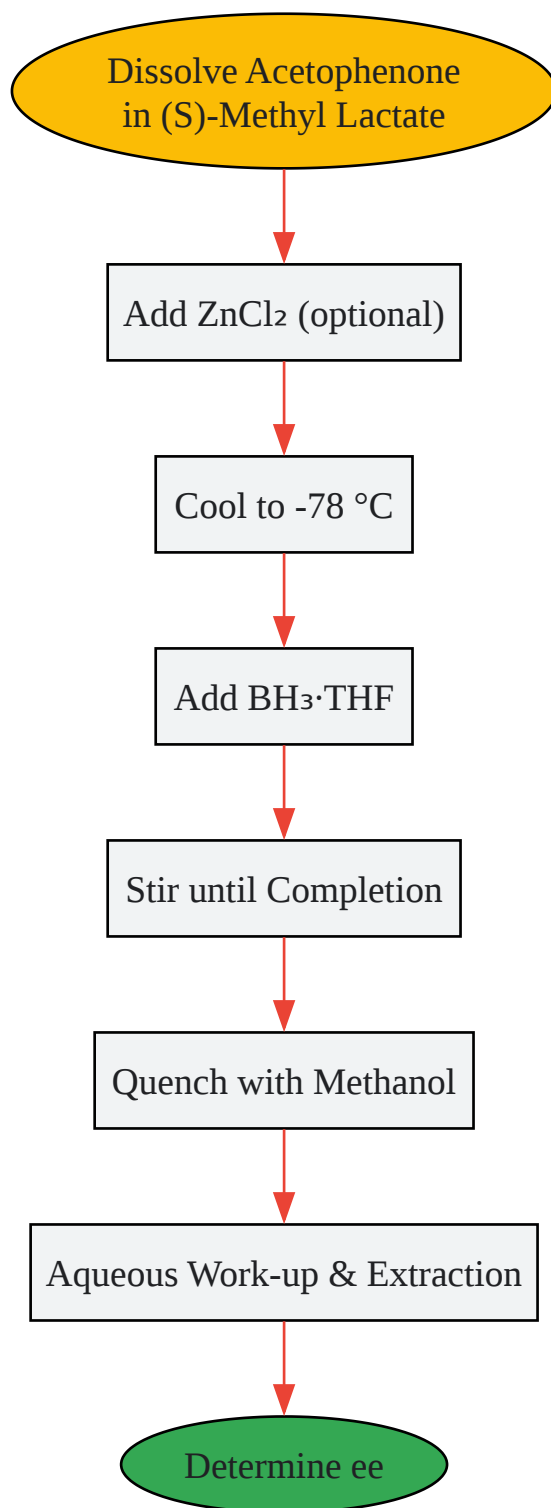 Dissolve Acetophenone
in (S)-Methyl Lactate
Add ZnCl₂ (optional)
Cool to -78 °C
Add BH₃·THF
Stir until Completion
Quench with Methanol
Aqueous Work-up & Extraction
Determine ee